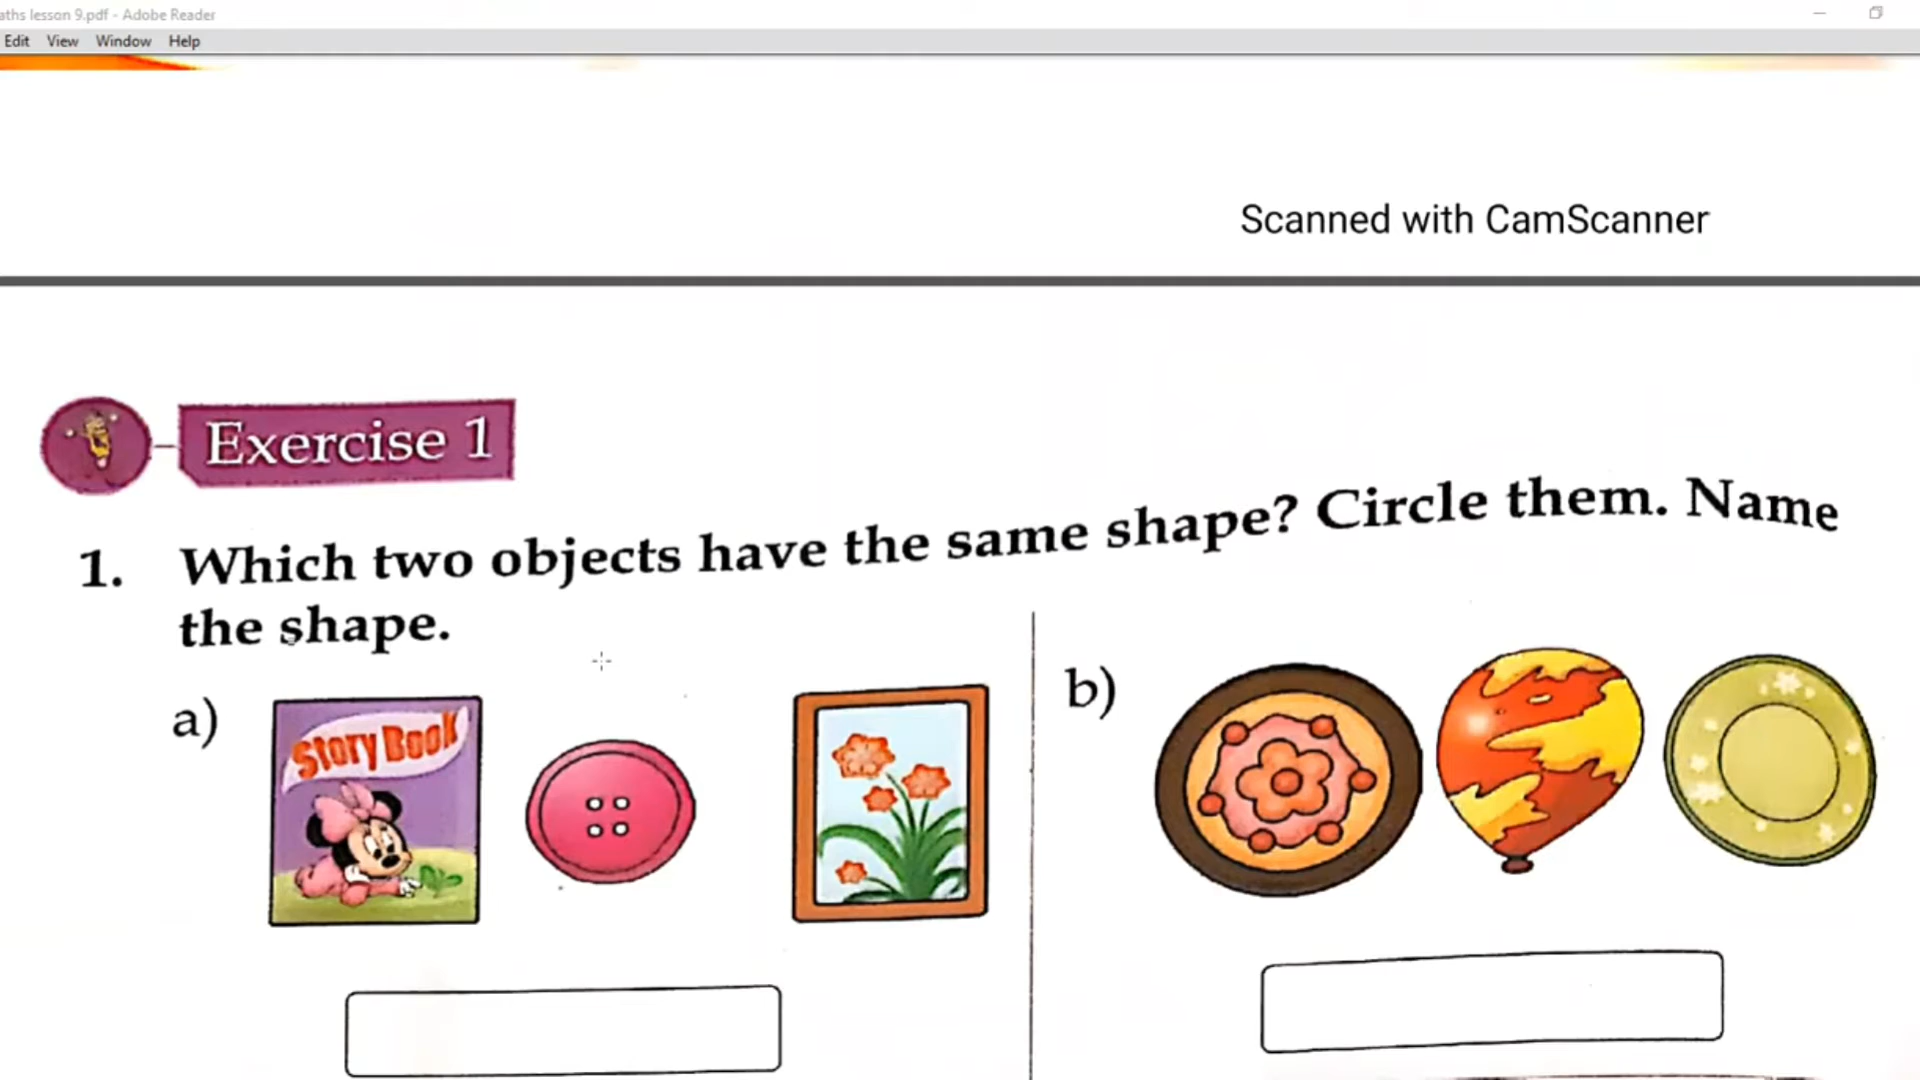 aths lesson 9.pdf - Adobe Reader
Edit View Window Help
Scanned with CamScanner
Exercise 1
1. Which two objects have the same shape? Circle them. Name
the shape.
a)
Story Book
b)